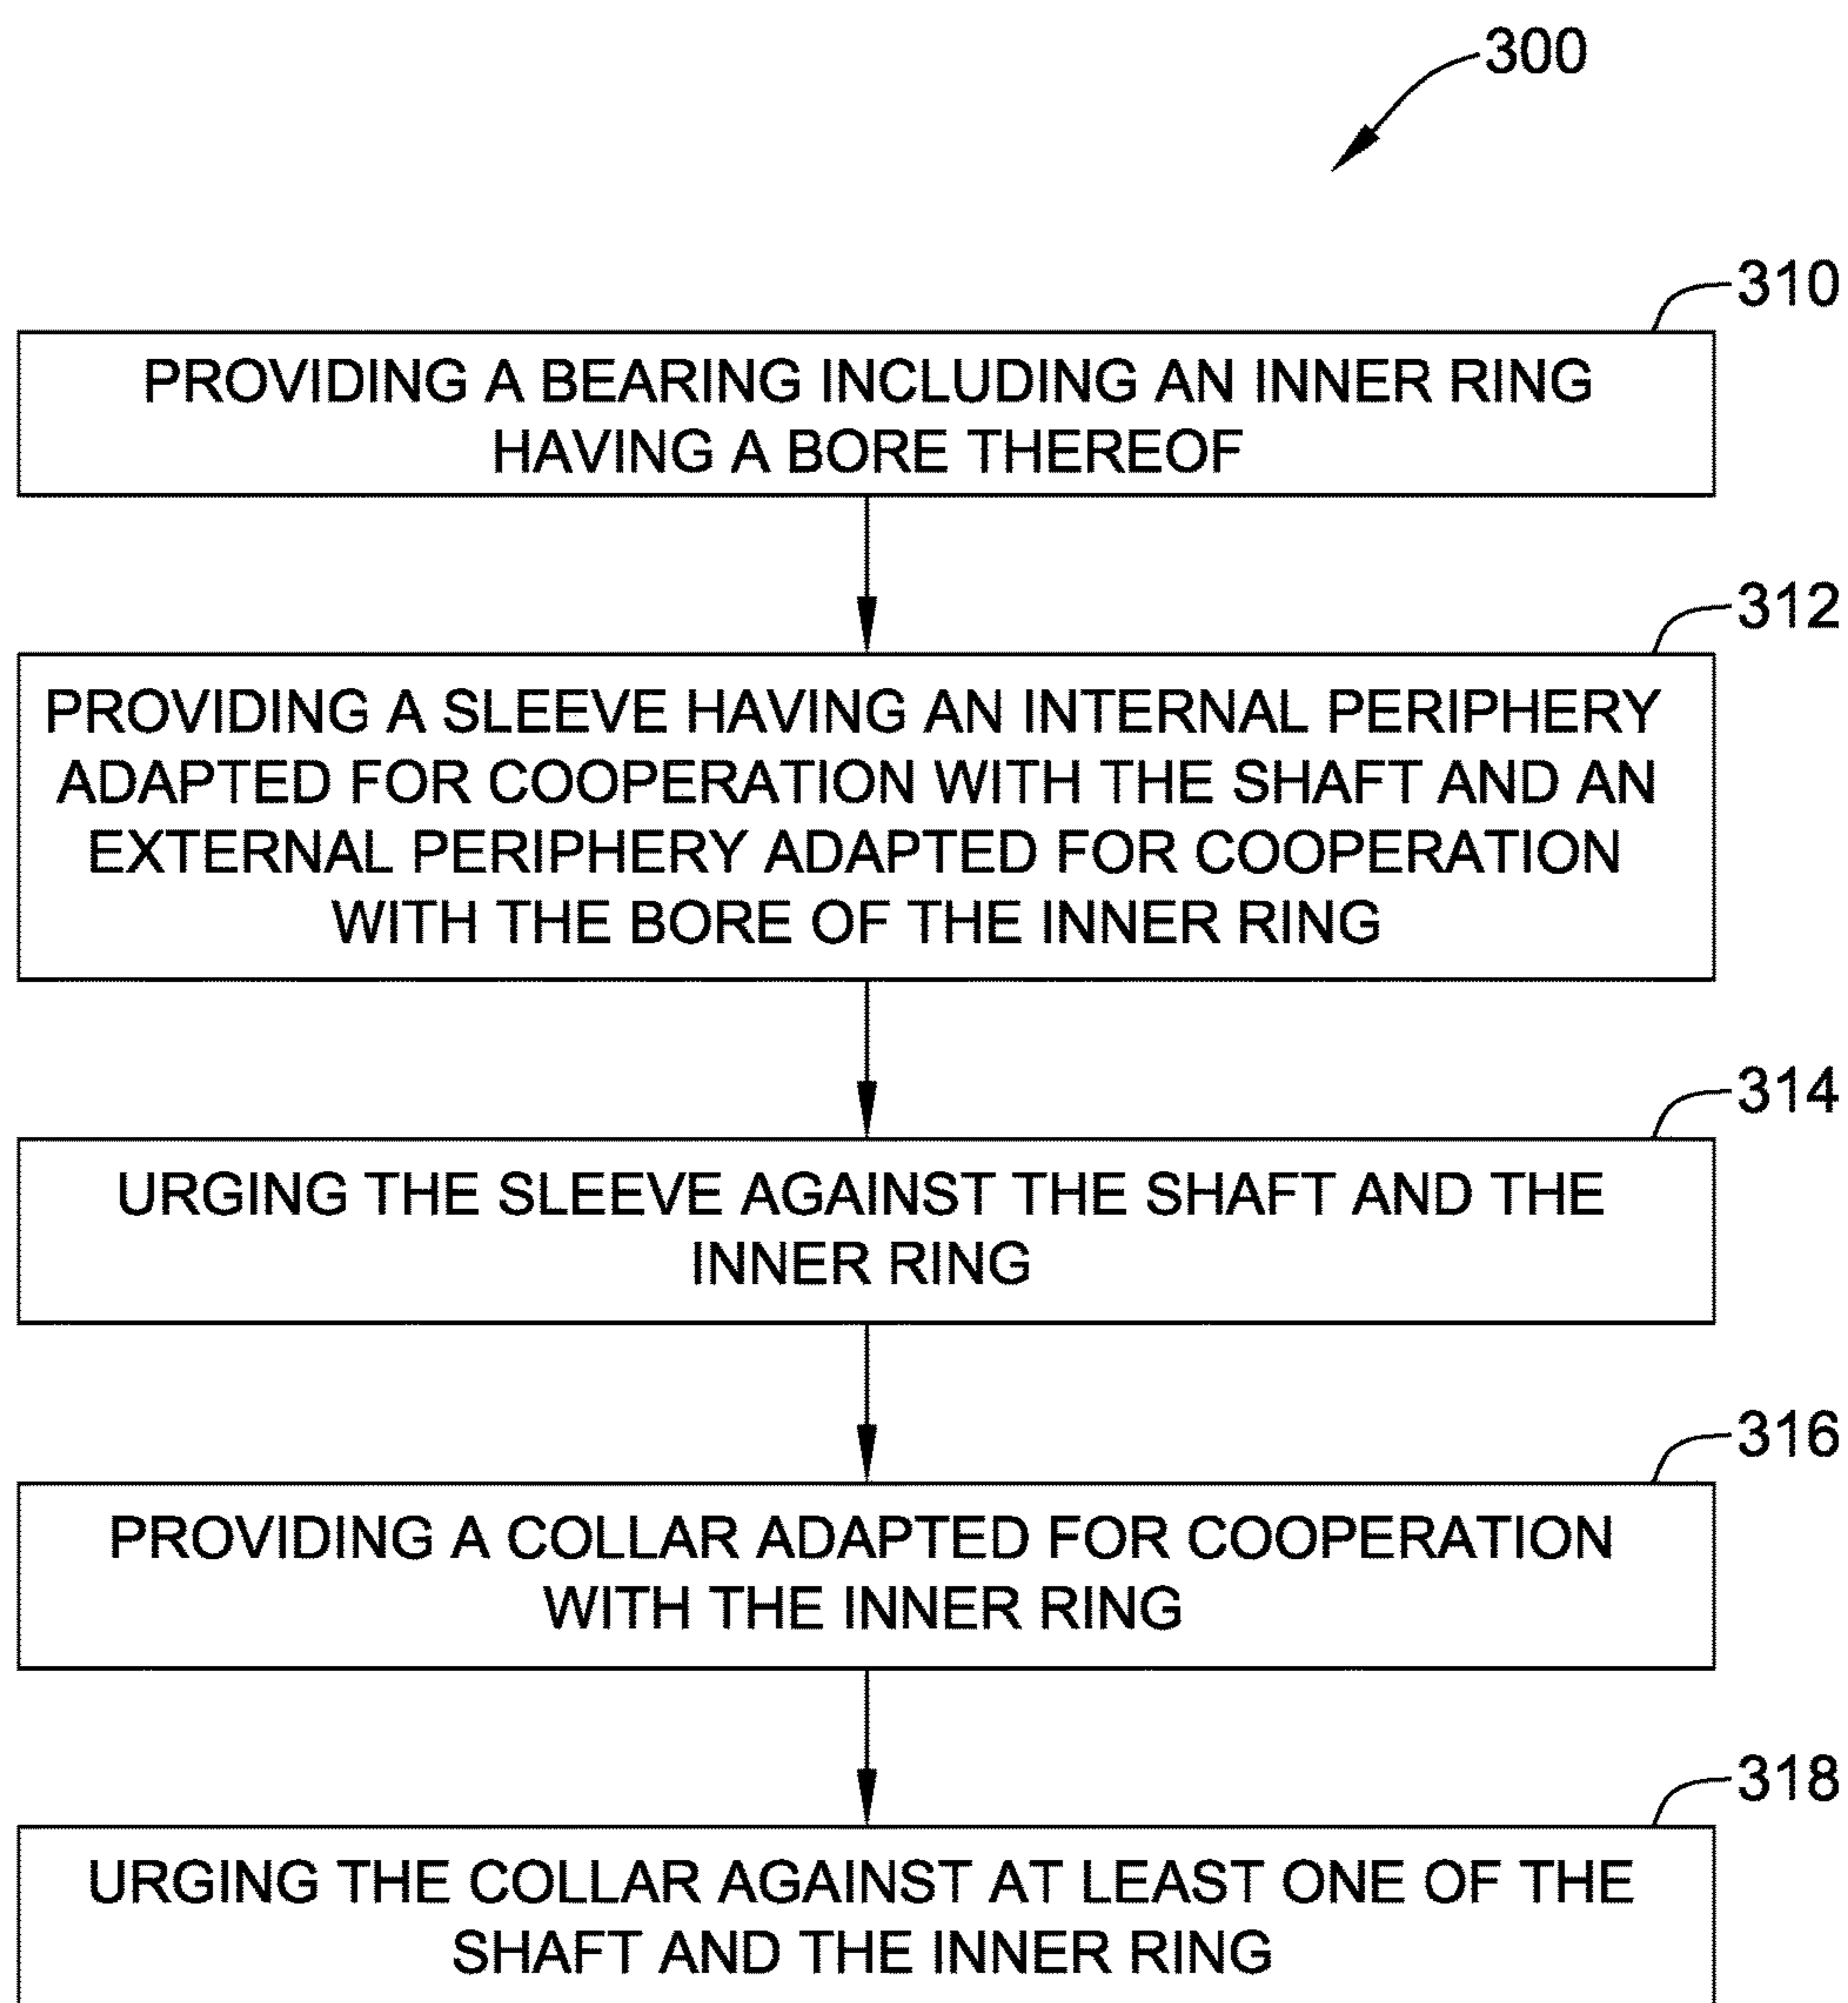 300
310
PROVIDING A BEARING INCLUDING AN INNER RING
HAVING A BORE THEREOF
312
PROVIDING A SLEEVE HAVING AN INTERNAL PERIPHERY
ADAPTED FOR COOPERATION WITH THE SHAFT AND AN
EXTERNAL PERIPHERY ADAPTED FOR COOPERATION
WITH THE BORE OF THE INNER RING
314
URGING THE SLEEVE AGAINST THE SHAFT AND THE
INNER RING
316
PROVIDING A COLLAR ADAPTED FOR COOPERATION
WITH THE INNER RING
318
URGING THE COLLAR AGAINST AT LEAST ONE OF THE
SHAFT AND THE INNER RING